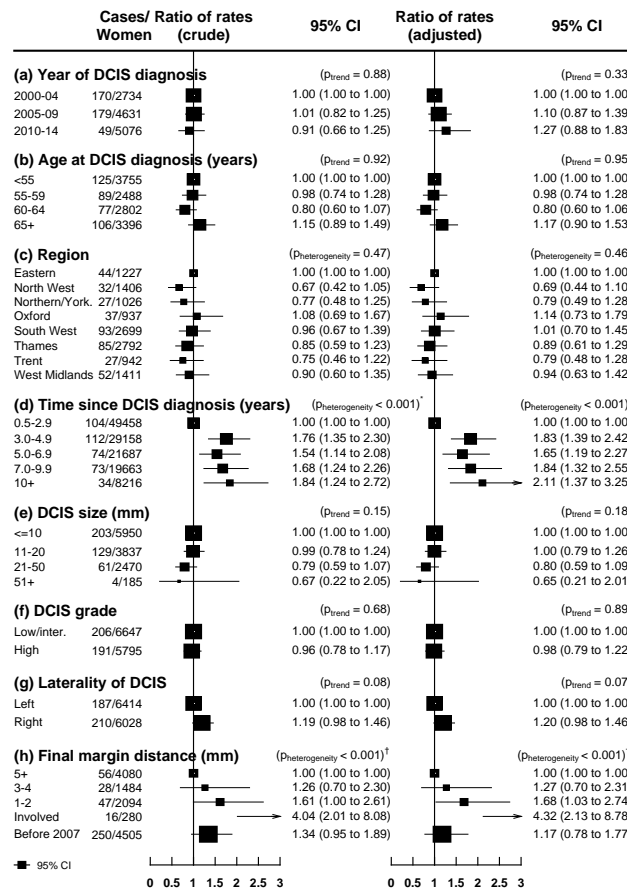 Cases/ Ratio of rates Ratio of rates
Women (crude) 95% CI (adjusted) 95% CI
(a) Year of DCIS diagnosis (ptrend = 0.88) (ptrend = 0.33
2000-04 170/2734 1.00 (1.00 to 1.00) 1.00 (1.00 to 1.00
2005-09 179/4631 1.01 (0.82 to 1.25) 1.10 (0.87 to 1.39
2010-14 49/5076 0.91 (0.66 to 1.25) 1.27 (0.88 to 1.83
(b) Age at DCIS diagnosis (years) (ptrend = 0.92) (ptrend = 0.95
<55 125/3755 1.00 (1.00 to 1.00) 1.00 (1.00 to 1.00
55-59 89/2488 0.98 (0.74 to 1.28) 0.98 (0.74 to 1.28
60-64 77/2802 0.80 (0.60 to 1.07) 0.80 (0.60 to 1.06
65+ 106/3396 1.15 (0.89 to 1.49) 1.17 (0.90 to 1.53
(c) Region (pheterogeneity = 0.47) (pheterogeneity = 0.46
Eastern 44/1227 1.00 (1.00 to 1.00) 1.00 (1.00 to 1.00
North West 32/1406 0.67 (0.42 to 1.05) 0.69 (0.44 to 1.10
Northern/York. 27/1026 0.77 (0.48 to 1.25) 0.79 (0.49 to 1.28
Oxford 37/937 1.08 (0.69 to 1.67) 1.14 (0.73 to 1.79
South West 93/2699 0.96 (0.67 to 1.39) 1.01 (0.70 to 1.45
Thames 85/2792 0.85 (0.59 to 1.23) 0.89 (0.61 to 1.29
Trent 27/942 0.75 (0.46 to 1.22) 0.79 (0.48 to 1.28
West Midlands 52/1411 0.90 (0.60 to 1.35) 0.94 (0.63 to 1.42
(d) Time since DCIS diagnosis (years) (pheterogeneity < 0.001)* (pheterogeneity < 0.001)
0.5-2.9 104/49458 1.00 (1.00 to 1.00) 1.00 (1.00 to 1.00
3.0-4.9 112/29158 1.76 (1.35 to 2.30) 1.83 (1.39 to 2.42
5.0-6.9 74/21687 1.54 (1.14 to 2.08) 1.65 (1.19 to 2.27
7.0-9.9 73/19663 1.68 (1.24 to 2.26) 1.84 (1.32 to 2.55
10+ 34/8216 1.84 (1.24 to 2.72) 2.11 (1.37 to 3.25
(e) DCIS size (mm) (ptrend = 0.15) (ptrend = 0.18
<=10 203/5950 1.00 (1.00 to 1.00) 1.00 (1.00 to 1.00
11-20 129/3837 0.99 (0.78 to 1.24) 1.00 (0.79 to 1.26
21-50 61/2470 0.79 (0.59 to 1.07) 0.80 (0.59 to 1.09
51+ 4/185 0.67 (0.22 to 2.05) 0.65 (0.21 to 2.01
(f) DCIS grade (ptrend = 0.68) (ptrend = 0.89
Low/inter. 206/6647 1.00 (1.00 to 1.00) 1.00 (1.00 to 1.00
High 191/5795 0.96 (0.78 to 1.17) 0.98 (0.79 to 1.22
(g) Laterality of DCIS (ptrend = 0.08) (ptrend = 0.07
Left 187/6414 1.00 (1.00 to 1.00) 1.00 (1.00 to 1.00
Right 210/6028 1.19 (0.98 to 1.46) 1.20 (0.98 to 1.46
(h) Final margin distance (mm) (pheterogeneity < 0.001)† (pheterogeneity < 0.001)
5+ 56/4080 1.00 (1.00 to 1.00) 1.00 (1.00 to 1.00
3-4 28/1484 1.26 (0.70 to 2.30) 1.27 (0.70 to 2.31
1-2 47/2094 1.61 (1.00 to 2.61) 1.68 (1.03 to 2.74
Involved 16/280 4.04 (2.01 to 8.08) 4.32 (2.13 to 8.78
Before 2007 250/4505 1.34 (0.95 to 1.89) 1.17 (0.78 to 1.77
95% CI
0 0.5 1 1.5 2 2.5 3 0 0.5 1 1.5 2 2.5 3